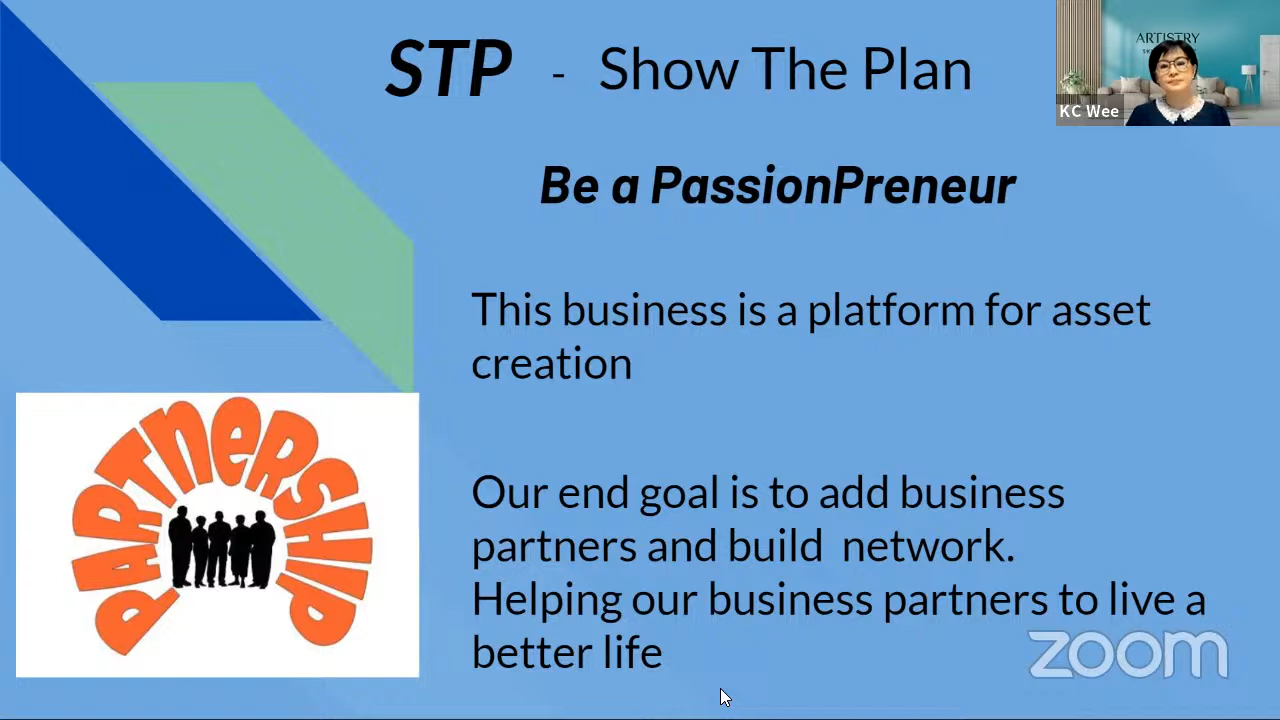 STP - Show The Plan
ARTISTRY
KC Wee
Be a PassionPreneur
This business is a platform for asset
creation
PARTNERSHIP
Our end goal is to add business
partners and build network.
Helping our business partners to live a
better life
zoom